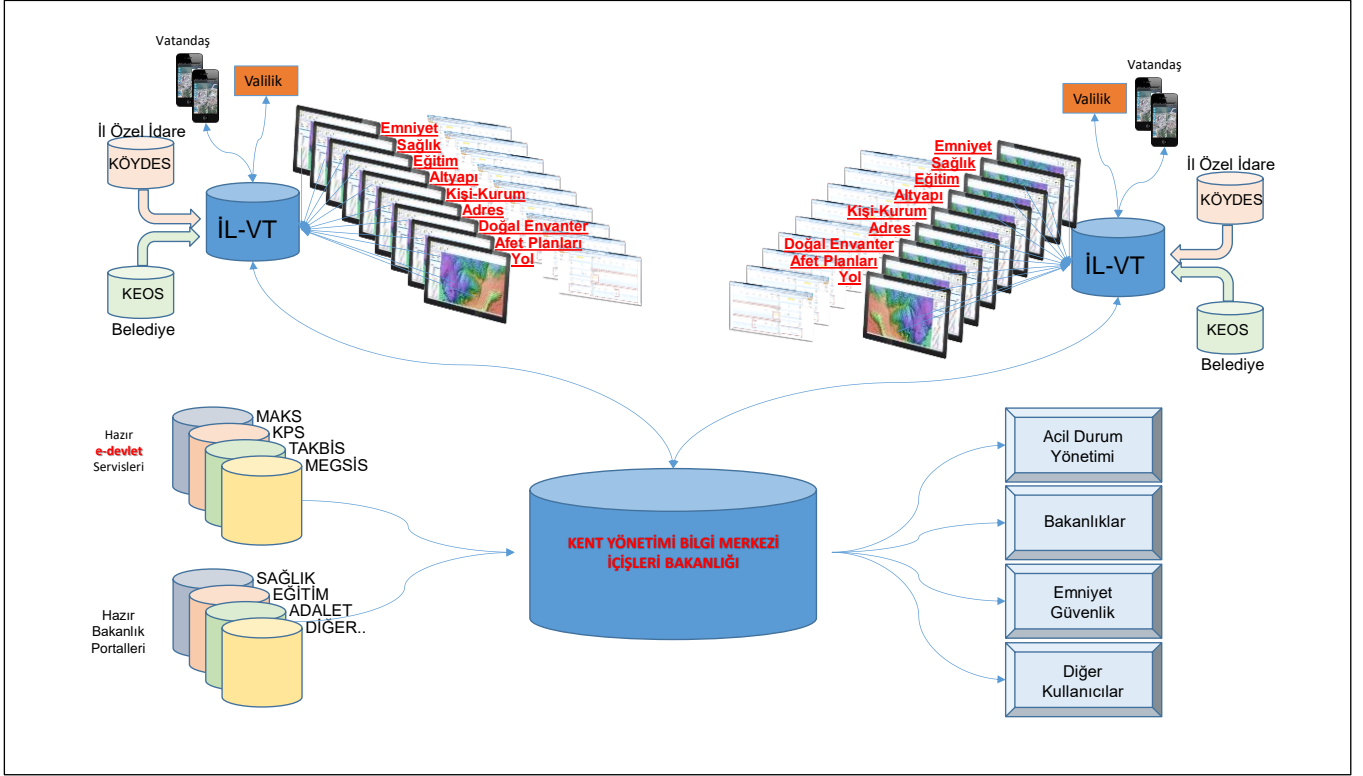 Vatandaş
Valilik
İl Özel İdare
KÖYDES
İL-VT
KEOS
Belediye
Emniyet
Sağlık
Eğitim
Altyapı
Kişi-Kurum
Adres
Doğal Envanter
Afet Planları
Yol
Vatandaş
Valilik
İl Özel İdare
KÖYDES
İL-VT
KEOS
Belediye
Emniyet
Sağlık
Eğitim
Altyapı
Kişi-Kurum
Adres
Doğal Envanter
Afet Planları
Yol
Hazır
e-devlet
Servisleri
MAKS
KPS
TAKBİS
MEGSİS
Hazır
Bakanlık
Portalleri
SAĞLIK
EĞİTİM
ADALET
DİĞER..
KENT YÖNETİMİ BİLGİ MERKEZİ
İÇİŞLERİ BAKANLIĞI
Acil Durum
Yönetimi
Bakanlıklar
Emniyet
Güvenlik
Diğer
Kullanıcılar